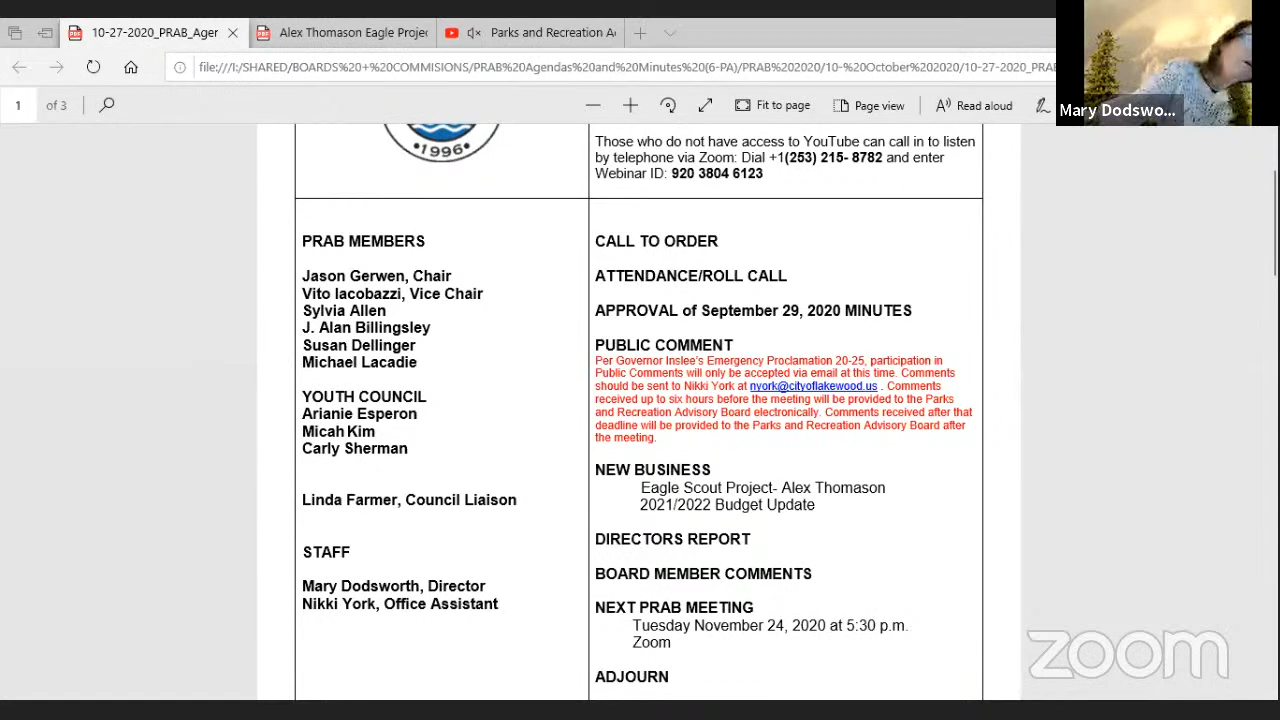 10-27-2020_PRAB_Ager
Alex Thomason Eagle Projec
Parks and Recreation A
file:///I:/SHARED/BOARDS%20+%20COMMISIONS/PRAB%20Agendas%20and%20Minutes%20(6-PA)/PRAB%202020/10-%20October%202020/10-27-2020_PRAB
1 of 3
Fit to page
Page view
Read aloud
Mary Dodswo...
•1996•
Those who do not have access to YouTube can call in to listen
by telephone via Zoom: Dial +1(253) 215- 8782 and enter
Webinar ID: 920 3804 6123
PRAB MEMBERS
Jason Gerwen, Chair
Vito Iacobazzi, Vice Chair
Sylvia Allen
J. Alan Billingsley
Susan Dellinger
Michael Lacadie
YOUTH COUNCIL
Arianie Esperon
Micah Kim
Carly Sherman
Linda Farmer, Council Liaison
STAFF
Mary Dodsworth, Director
Nikki York, Office Assistant
CALL TO ORDER
ATTENDANCE/ROLL CALL
APPROVAL of September 29, 2020 MINUTES
PUBLIC COMMENT
Per Governor Inslee's Emergency Proclamation 20-25, participation in
Public Comments will only be accepted via email at this time. Comments
should be sent to Nikki York at nyork@cityoflakewood.us . Comments
received up to six hours before the meeting will be provided to the Parks
and Recreation Advisory Board electronically. Comments received after that
deadline will be provided to the Parks and Recreation Advisory Board after
the meeting.
NEW BUSINESS
Eagle Scout Project- Alex Thomason
2021/2022 Budget Update
DIRECTORS REPORT
BOARD MEMBER COMMENTS
NEXT PRAB MEETING
Tuesday November 24, 2020 at 5:30 p.m.
Zoom
ADJOURN
zoom